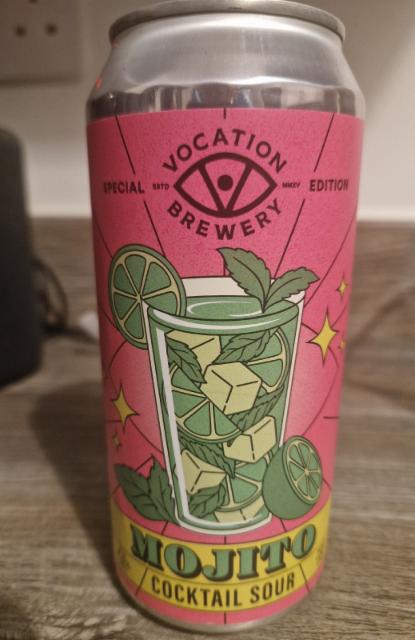 VOCATION
SPECIAL ESTD MMXV EDITION
BREWERY
MOJITO
COCKTAIL SOUR